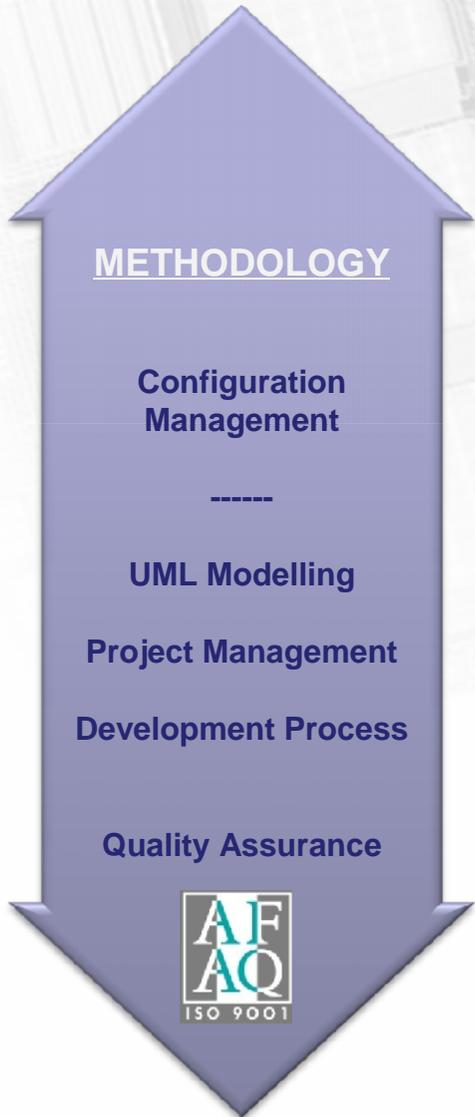 METHODOLOGY
Configuration
Management
------
UML Modelling
Project Management
Development Process
Quality Assurance
AF
AQ
ISO 9001